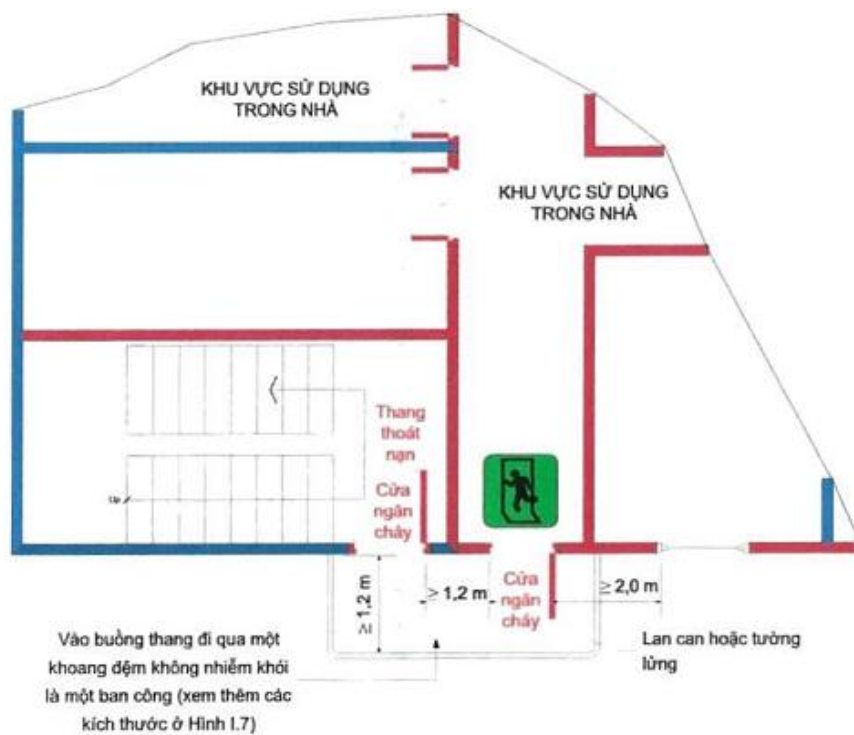 KHU VỰC SỬ DỤNG
TRONG NHÀ
KHU VỰC SỬ DỤNG
TRONG NHÀ
Thang
thoát
nạn
Cửa
ngăn
cháy
≥ 1,2 m
≥ 1,2 m
Cửa
ngăn
cháy
≥ 2,0 m
Vào buồng thang đi qua một
khoang đệm không nhiễm khói
là một ban công (xem thêm các
kích thước ở Hình I.7)
Lan can hoặc tường
lửng